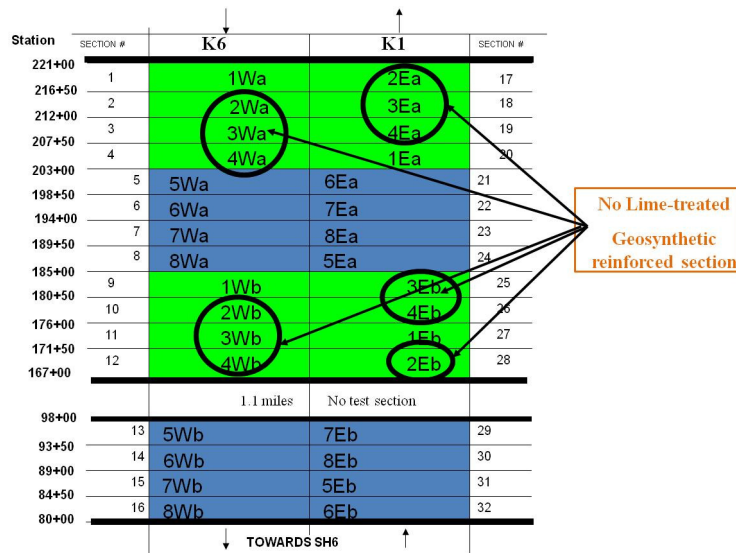 Station SECTION # K6 K1 SECTION #
221+00
1 1Wa 2Ea 17
216+50
2 2Wa 3Ea 18
212+00
3 3Wa 4Ea 19
207+50
4 4Wa 1Ea 20
203+00
5 5Wa 6Ea 21
198+50
6 6Wa 7Ea 22
194+00
7 7Wa 8Ea 23
189+50
8 8Wa 5Ea 24
185+00
9 1Wb 3Eb 25
180+50
10 2Wb 4Eb 26
176+00
11 3Wb 1Eb 27
171+50
12 4Wb 2Eb 28
167+00
1.1 miles No test section
98+00
13 5Wb 7Eb 29
93+50
14 6Wb 8Eb 30
89+00
15 7Wb 5Eb 31
84+50
16 8Wb 6Eb 32
80+00
TOWARDS SH6
No Lime-treated
Geosynthetic
reinforced section